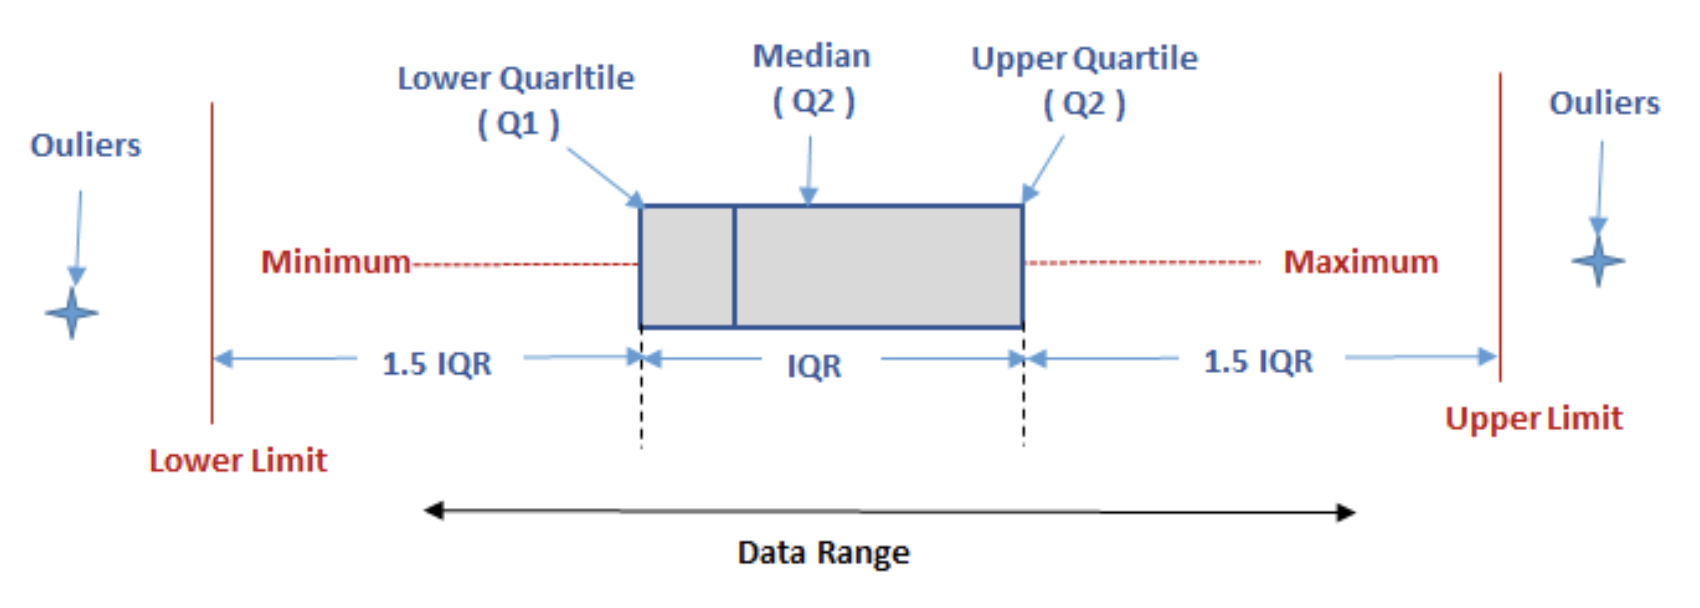 Median
Upper Quartile
Lower Quarltile
( Q2 )
( Q2 )
Ouliers
( Q1 )
Ouliers
Minimum
Maximum
1.5 IQR
IQR
1.5 IQR
Upper Limit
Lower Limit
Data Range